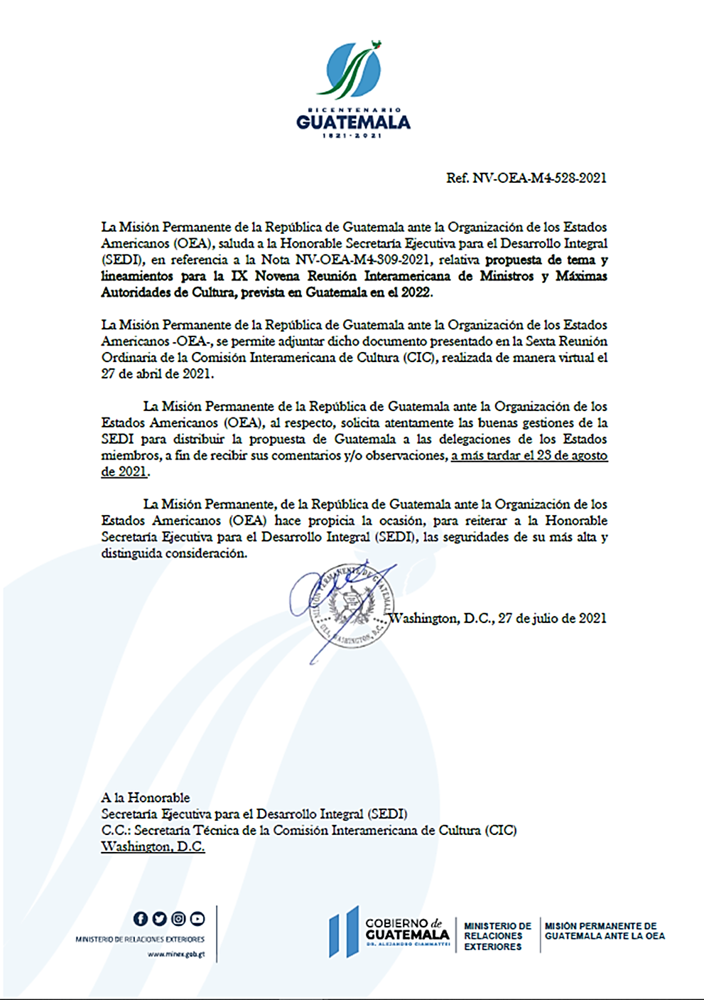 BICENTENARIO
GUATEMALA
1821-2021
Ref. NV-OEA-M4-528-2021
La Misión Permanente de la República de Guatemala ante la Organización de los Estados
Americanos (OEA), saluda a la Honorable Secretaría Ejecutiva para el Desarrollo Integral
(SEDI), en referencia a la Nota NV-OEA-M4-309-2021, relativa propuesta de tema y
lineamientos para la IX Novena Reunión Interamericana de Ministros y Máximas
Autoridades de Cultura, prevista en Guatemala en el 2022.
La Misión Permanente de la República de Guatemala ante la Organización de los Estados
Americanos -OEA-, se permite adjuntar dicho documento presentado en la Sexta Reunión
Ordinaria de la Comisión Interamericana de Cultura (CIC), realizada de manera virtual el
27 de abril de 2021.
La Misión Permanente de la República de Guatemala ante la Organización de los
Estados Americanos (OEA), al respecto, solicita atentamente las buenas gestiones de la
SEDI para distribuir la propuesta de Guatemala a las delegaciones de los Estados
miembros, a fin de recibir sus comentarios y/o observaciones, a más tardar el 23 de agosto
de 2021.
La Misión Permanente, de la República de Guatemala ante la Organización de los
Estados Americanos (OEA) hace propicia la ocasión, para reiterar a la Honorable
Secretaría Ejecutiva para el Desarrollo Integral (SEDI), las seguridades de su más alta y
distinguida consideración.
MISIÓN PERMANENTE DE GUATEMALA
OEA, WASHINGTON, D.C.
Washington, D.C., 27 de julio de 2021
A la Honorable
Secretaría Ejecutiva para el Desarrollo Integral (SEDI)
C.C.: Secretaría Técnica de la Comisión Interamericana de Cultura (CIC)
Washington, D.C.
MINISTERIO DE RELACIONES EXTERIORES
www.minex.gob.gt
GOBIERNO de
GUATEMALA
DR. ALEJANDRO GIAMMATTEI
MINISTERIO DE
RELACIONES
EXTERIORES
MISIÓN PERMANENTE DE
GUATEMALA ANTE LA OEA